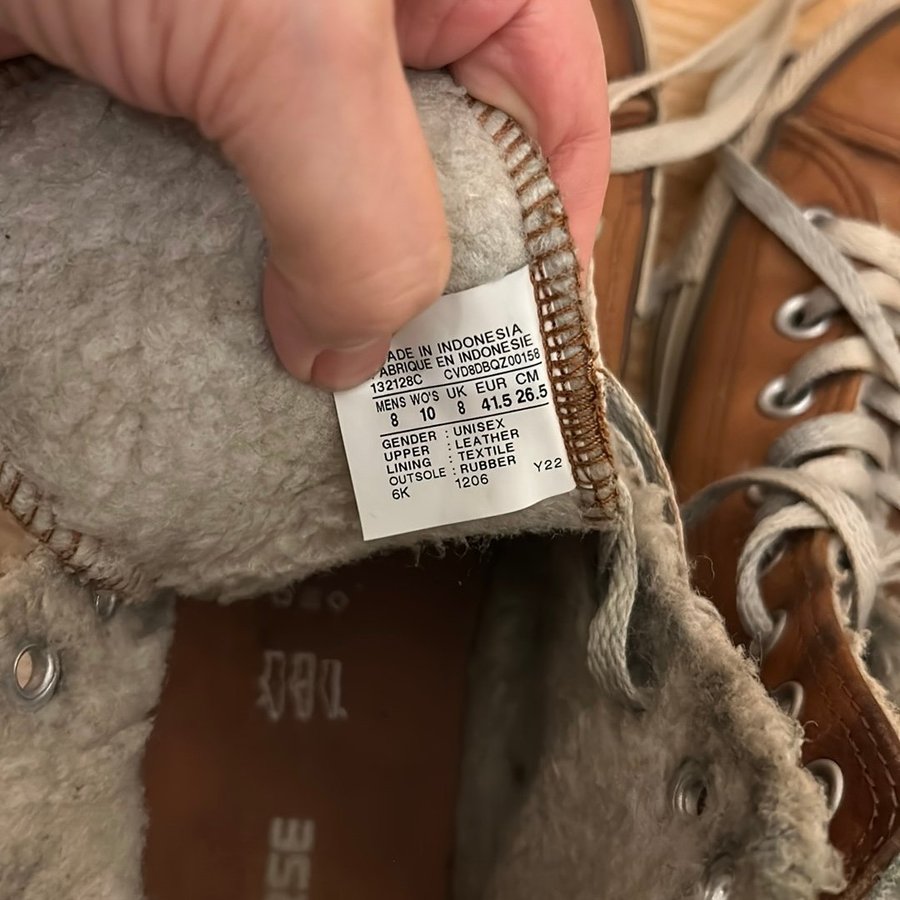 ADE IN INDONESIA
ABRIQUE EN INDONESIE
132128C CVD8DBQZ00158
MENS WO'S UK EUR CM
8 10 8 41.5 26.5
GENDER : UNISEX
UPPER : LEATHER
LINING : TEXTILE
OUTSOLE : RUBBER Y22
6K 1206